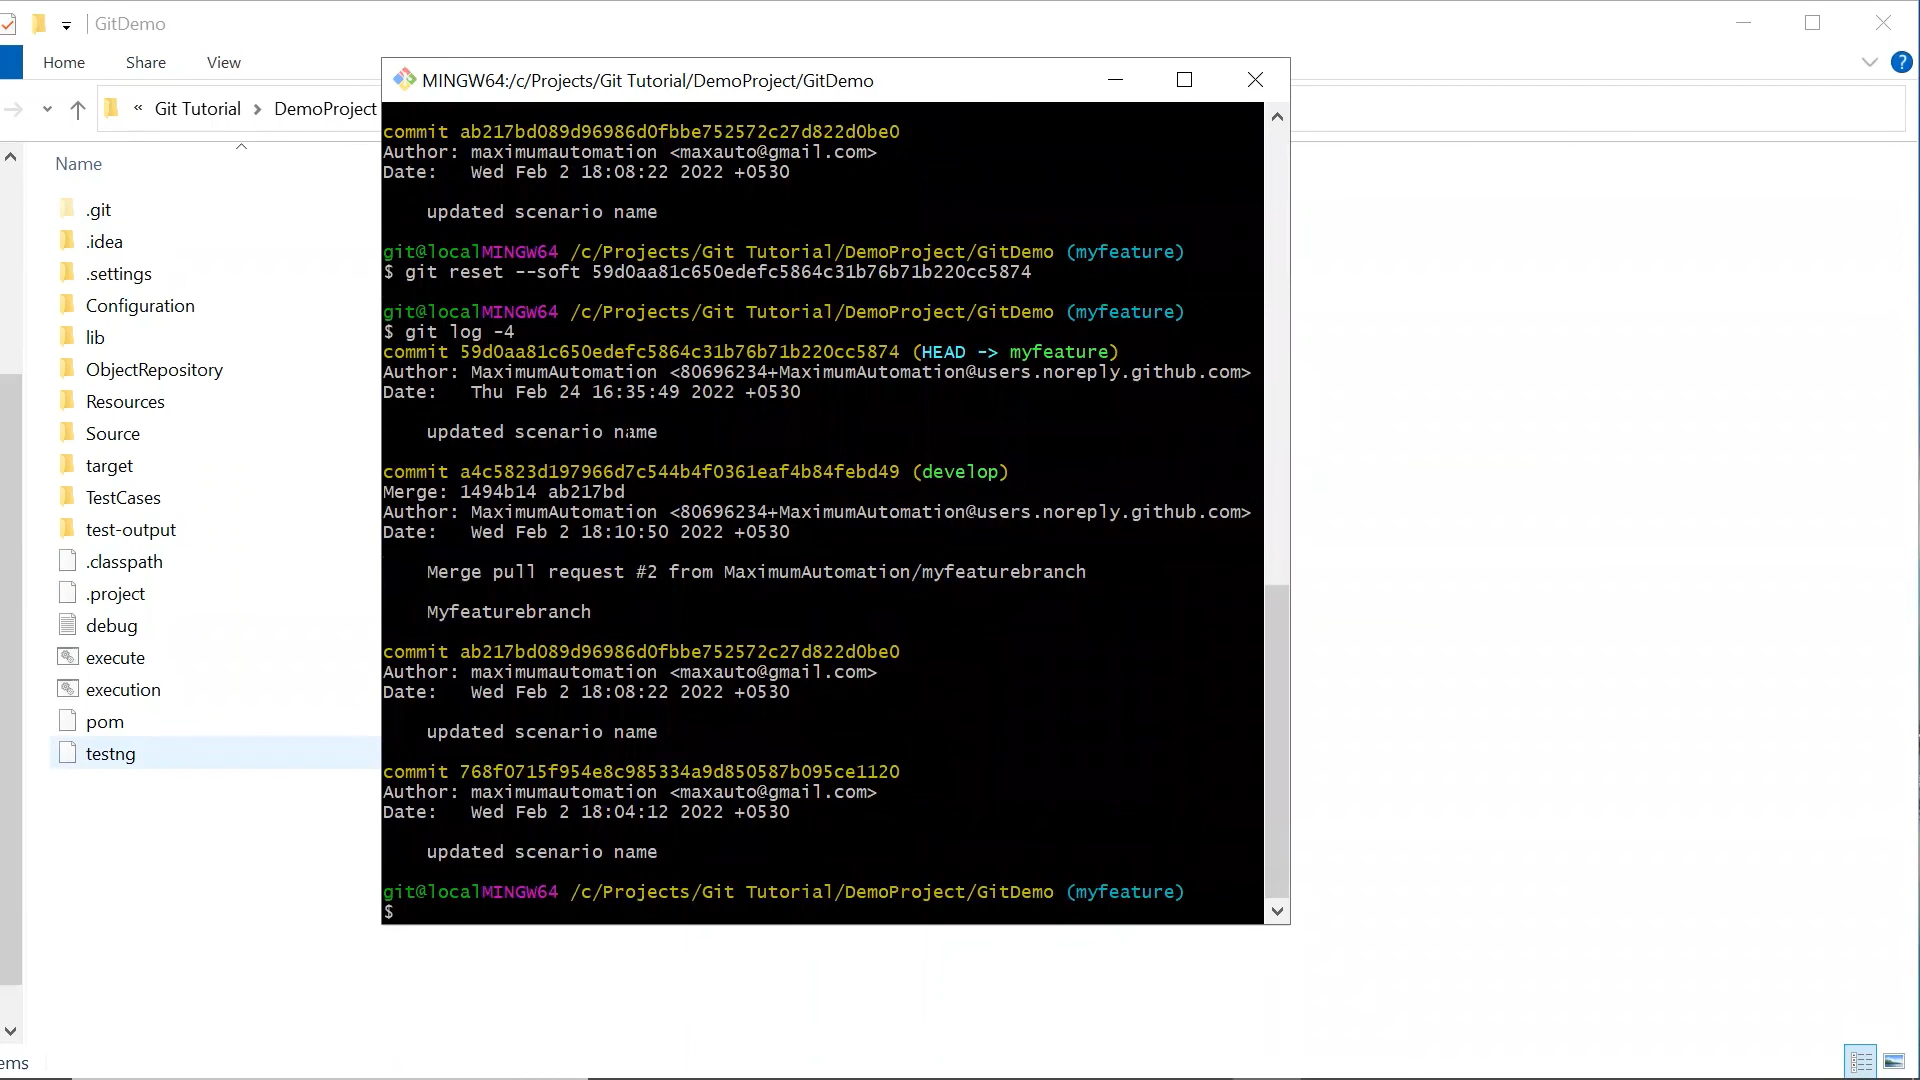 GitDemo
Home
Share
View
?
« Git Tutorial > DemoProject
Name
.git
.idea
.settings
Configuration
lib
ObjectRepository
Resources
Source
target
TestCases
test-output
.classpath
.project
debug
execute
execution
pom
testng
ems
MINGW64:/c/Projects/Git Tutorial/DemoProject/GitDemo
commit ab217bd089d96986d0fbbe752572c27d822d0be0
Author: maximumautomation <maxauto@gmail.com>
Date:   Wed Feb 2 18:08:22 2022 +0530
updated scenario name
git@localMINGW64 /c/Projects/Git Tutorial/DemoProject/GitDemo (myfeature)
$ git reset --soft 59d0aa81c650edefc5864c31b76b71b220cc5874
git@localMINGW64 /c/Projects/Git Tutorial/DemoProject/GitDemo (myfeature)
$ git log -4
commit 59d0aa81c650edefc5864c31b76b71b220cc5874 (HEAD -> myfeature)
Author: MaximumAutomation <80696234+MaximumAutomation@users.noreply.github.com>
Date:   Thu Feb 24 16:35:49 2022 +0530
updated scenario name
commit a4c5823d197966d7c544b4f0361eaf4b84febd49 (develop)
Merge: 1494b14 ab217bd
Author: MaximumAutomation <80696234+MaximumAutomation@users.noreply.github.com>
Date:   Wed Feb 2 18:10:50 2022 +0530
Merge pull request #2 from MaximumAutomation/myfeaturebranch
Myfeaturebranch
commit ab217bd089d96986d0fbbe752572c27d822d0be0
Author: maximumautomation <maxauto@gmail.com>
Date:   Wed Feb 2 18:08:22 2022 +0530
updated scenario name
commit 768f0715f954e8c985334a9d850587b095ce1120
Author: maximumautomation <maxauto@gmail.com>
Date:   Wed Feb 2 18:04:12 2022 +0530
updated scenario name
git@localMINGW64 /c/Projects/Git Tutorial/DemoProject/GitDemo (myfeature)
$